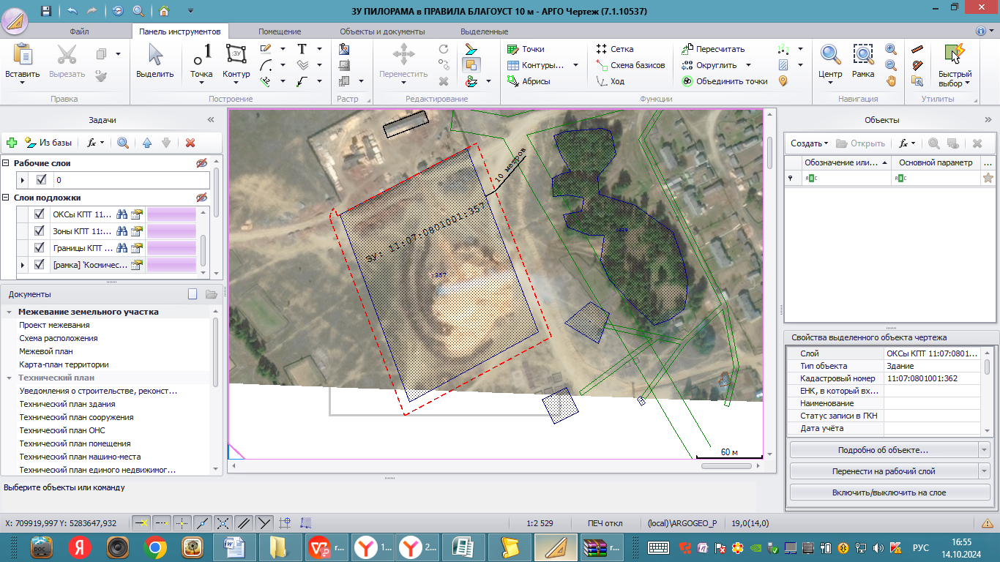 ЗУ ПИЛОРАМА в ПРАВИЛА БЛАГОУСТ 10 м - АРГО Чертеж (7.1.10537)
Файл
Панель инструментов
Помещение
Объекты и документы
Выделенные
Вставить
Вырезать
Правка
Выделить
Точка
Контур
:ЗУ
Построение
Растр
Переместить
Редактирование
Точки
Контуры...
Абрисы
Сетка
Схема базисов
Ход
Пересчитать
Округлить
Объединить точки
Функции
Центр
Рамка
Навигация
Быстрый выбор
Утилиты
Задачи
Из базы
Рабочие слои
0
Слои подложки
ОКСы КПТ 11...
Зоны КПТ 11:...
Границы КПТ ...
[рамка] 'Космичес...
Документы
Межевание земельного участка
Проект межевания
Схема расположения
Межевой план
Карта-план территории
Технический план
Уведомления о строительстве, реконст...
Технический план здания
Технический план сооружения
Технический план ОНС
Технический план помещения
Технический план машино-места
Технический план единого недвижимог...
10 метров
ЗУ: 11:07:0801001:357
:357
60 м
Объекты
Создать
Открыть
Обозначение или...
Основной параметр
...
Свойства выделенного объекта чертежа
Слой ОКСы КПТ 11:07:0801...
Тип объекта Здание
Кадастровый номер 11:07:0801001:362
ЕНК, в который вх...
Наименование
Статус записи в ГКН
Дата учёта
Подробно об объекте...
Перенести на рабочий слой
Включить/выключить на слое
Выберите объекты или команду
X: 709919,997 Y: 5283647,932
1:2 529
ПЕЧ откл
(local)\ARGOGEO_P
19,0(14,0)
DOC
Я
r...
1...
2...
r...
РУС
16:55
14.10.2024